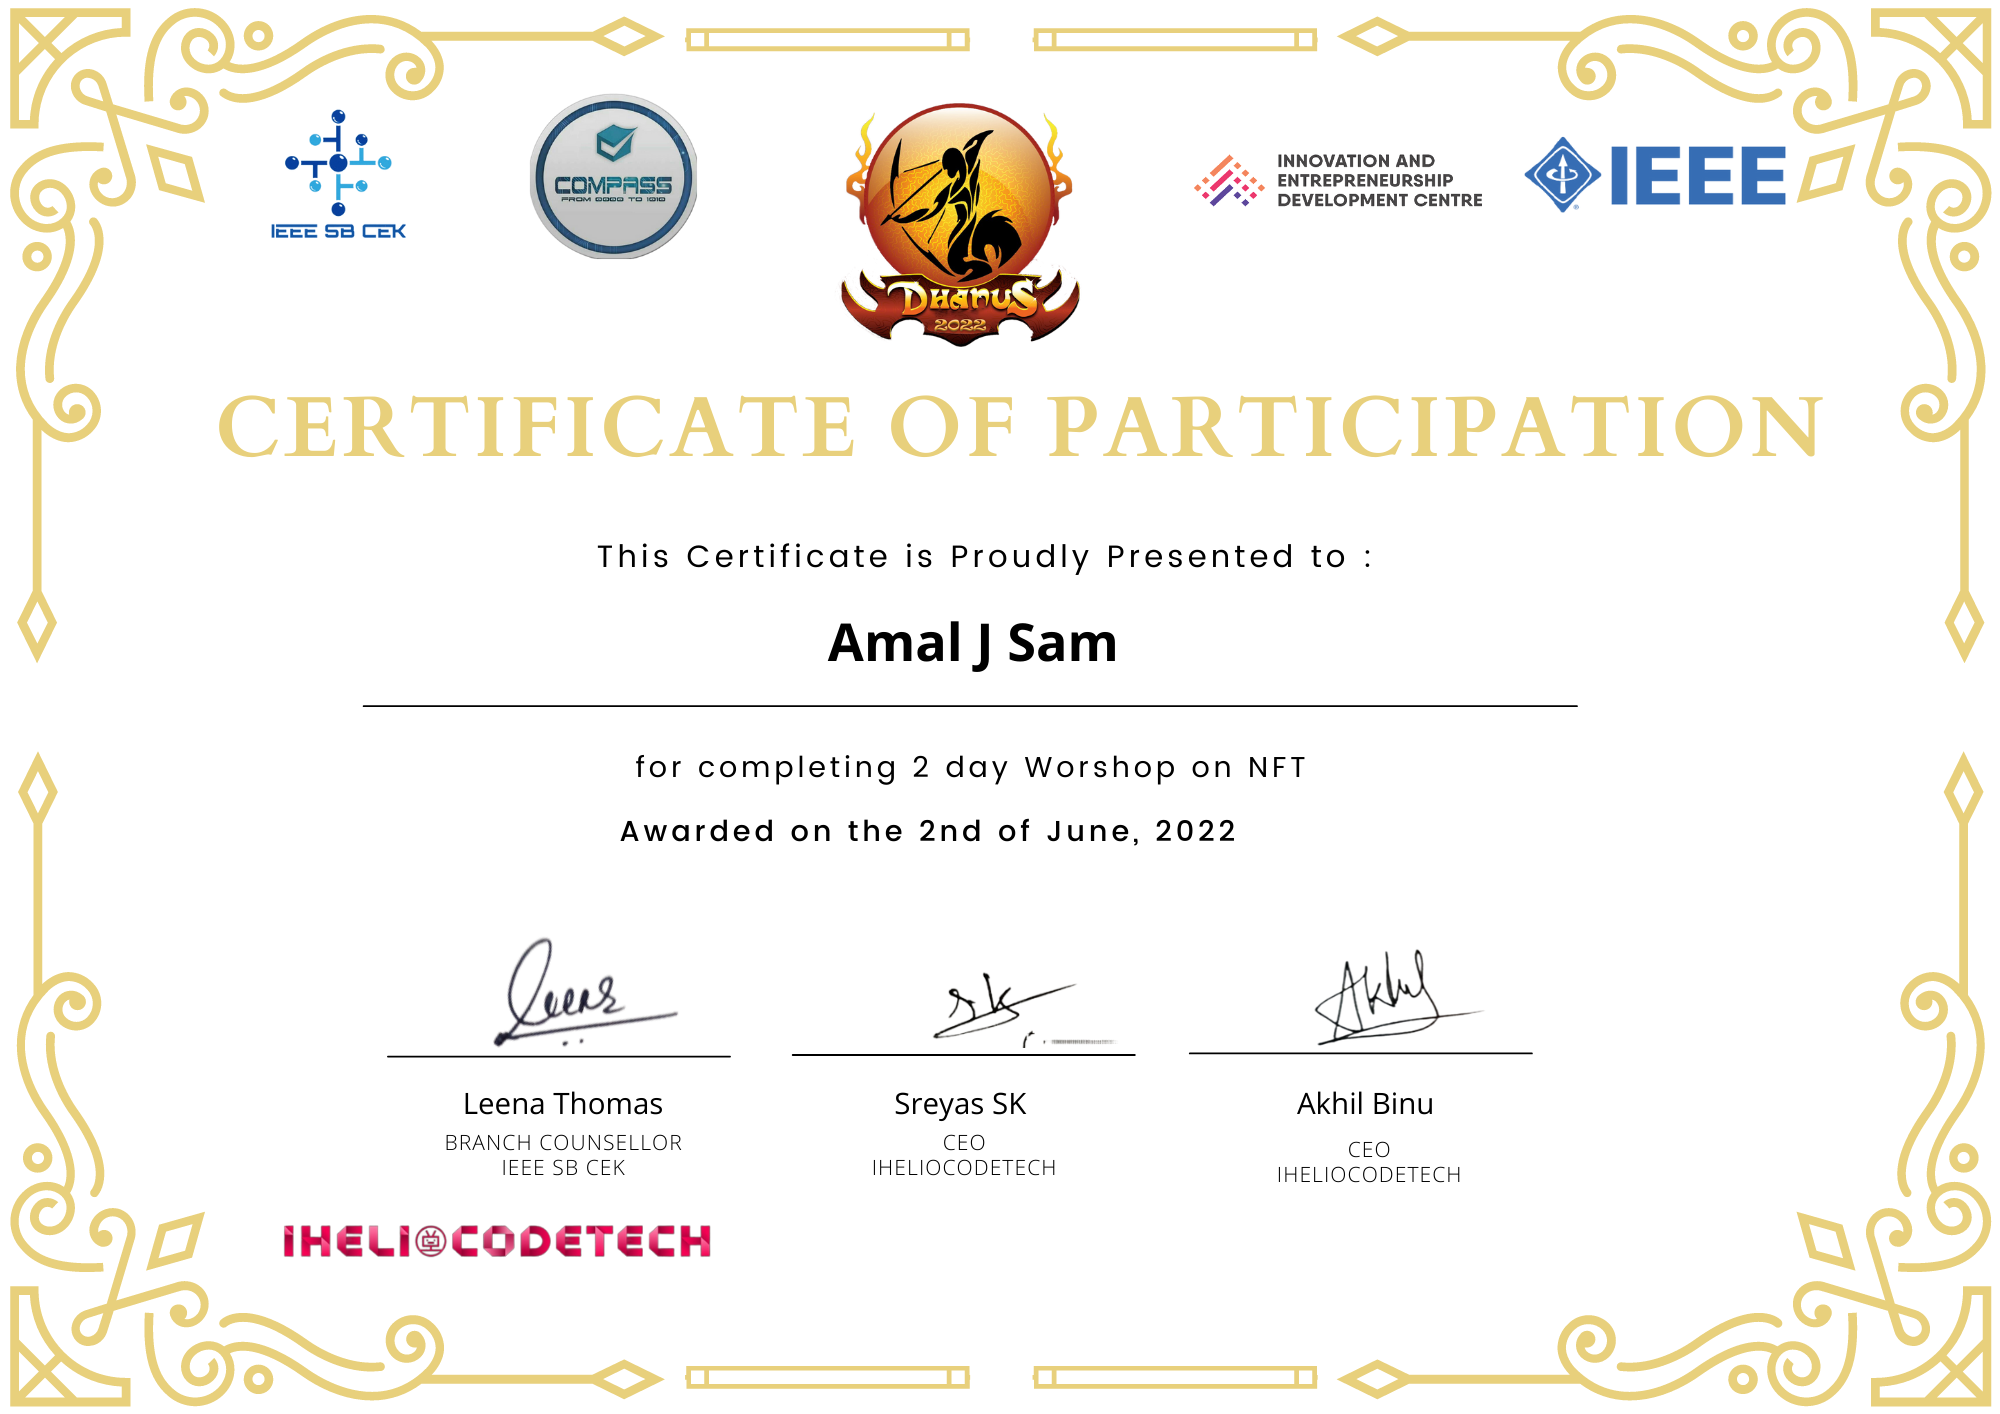 IEEE SB CEK
COMPASS
FROM 0000 TO 1010
DHANUS
2022
INNOVATION AND
ENTREPRENEURSHIP
DEVELOPMENT CENTRE
IEEE
CERTIFICATE OF PARTICIPATION
This Certificate is Proudly Presented to :
Amal J Sam
for completing 2 day Worshop on NFT
Awarded on the 2nd of June, 2022
Leena
SK
Akhil
Leena Thomas
BRANCH COUNSELLOR
IEEE SB CEK
Sreyas SK
CEO
IHELIOCODETECH
Akhil Binu
CEO
IHELIOCODETECH
IHELIOCODETECH